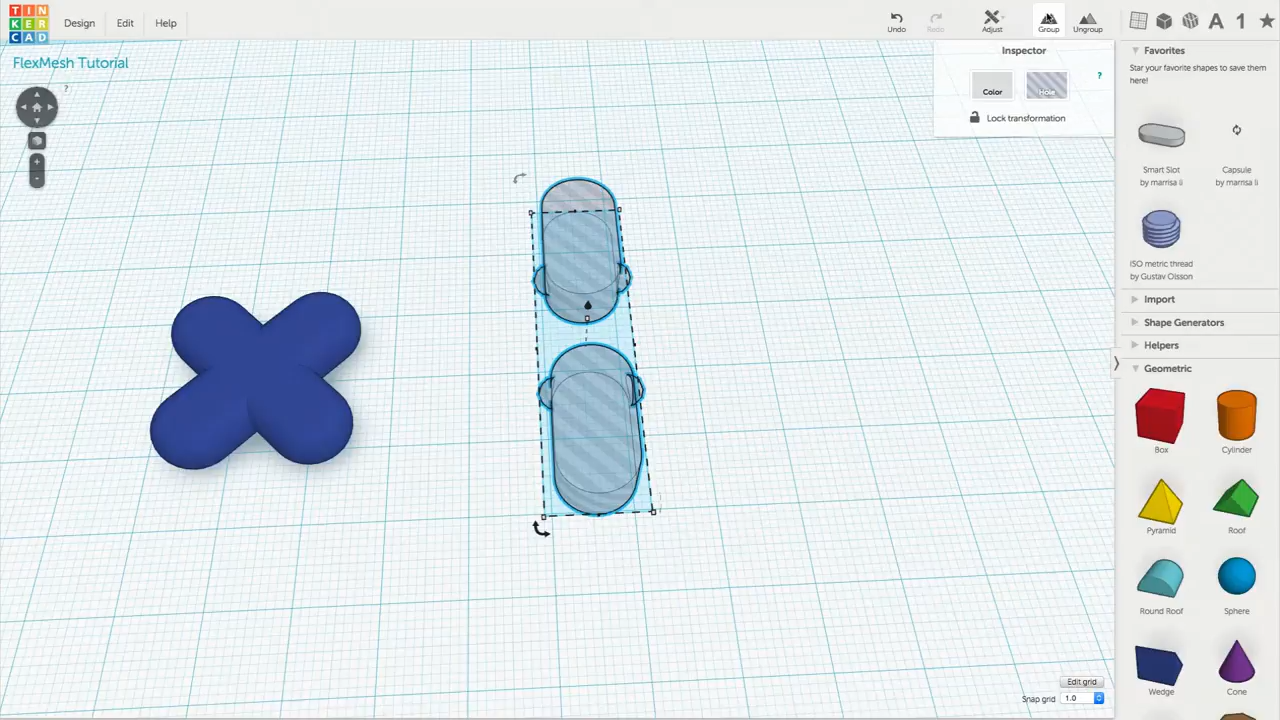 TIN
KER
CAD
Design
Edit
Help
Undo
Redo
Adjust
Group
Ungroup
A
1
FlexMesh Tutorial
?
+
-
Inspector
Color
Hole
?
Lock transformation
Favorites
Star your favorite shapes to save them
here!
Smart Slot
by marrisa li
Capsule
by marrisa li
ISO metric thread
by Gustav Olsson
Import
Shape Generators
Helpers
Geometric
Box
Cylinder
Pyramid
Roof
Round Roof
Sphere
Wedge
Cone
Edit grid
Snap grid
1.0